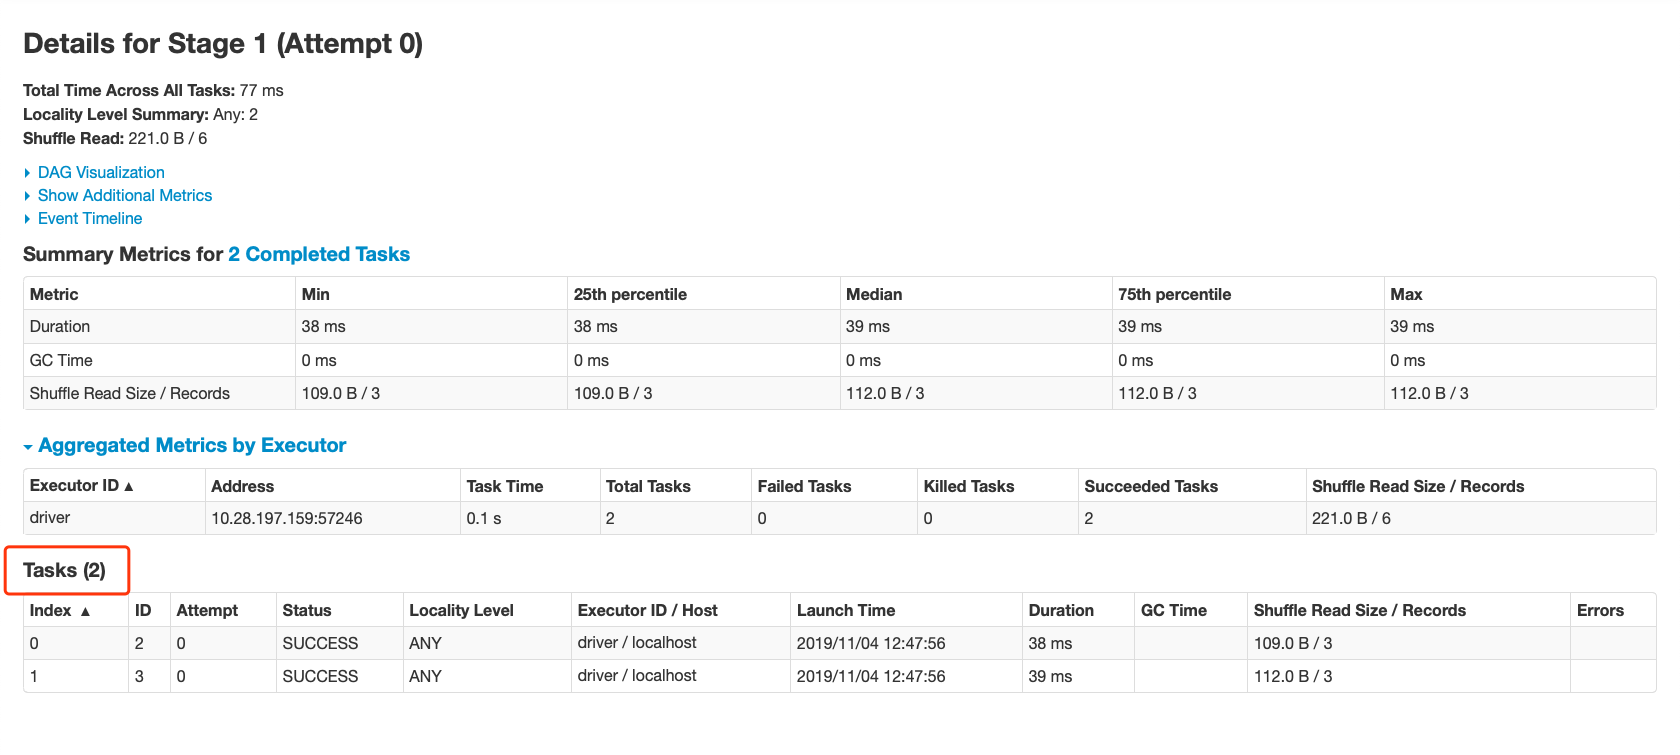 Details for Stage 1 (Attempt 0)
Total Time Across All Tasks: 77 ms
Locality Level Summary: Any: 2
Shuffle Read: 221.0 B / 6
DAG Visualization
Show Additional Metrics
Event Timeline
Summary Metrics for 2 Completed Tasks
Metric Min 25th percentile Median 75th percentile Max
Duration 38 ms 38 ms 39 ms 39 ms 39 ms
GC Time 0 ms 0 ms 0 ms 0 ms 0 ms
Shuffle Read Size / Records 109.0 B / 3 109.0 B / 3 112.0 B / 3 112.0 B / 3 112.0 B / 3
Aggregated Metrics by Executor
Executor ID ▲ Address Task Time Total Tasks Failed Tasks Killed Tasks Succeeded Tasks Shuffle Read Size / Records
driver 10.28.197.159:57246 0.1 s 2 0 0 2 221.0 B / 6
Tasks (2)
Index ▲ ID Attempt Status Locality Level Executor ID / Host Launch Time Duration GC Time Shuffle Read Size / Records Errors
0 2 0 SUCCESS ANY driver / localhost 2019/11/04 12:47:56 38 ms 109.0 B / 3
1 3 0 SUCCESS ANY driver / localhost 2019/11/04 12:47:56 39 ms 112.0 B / 3